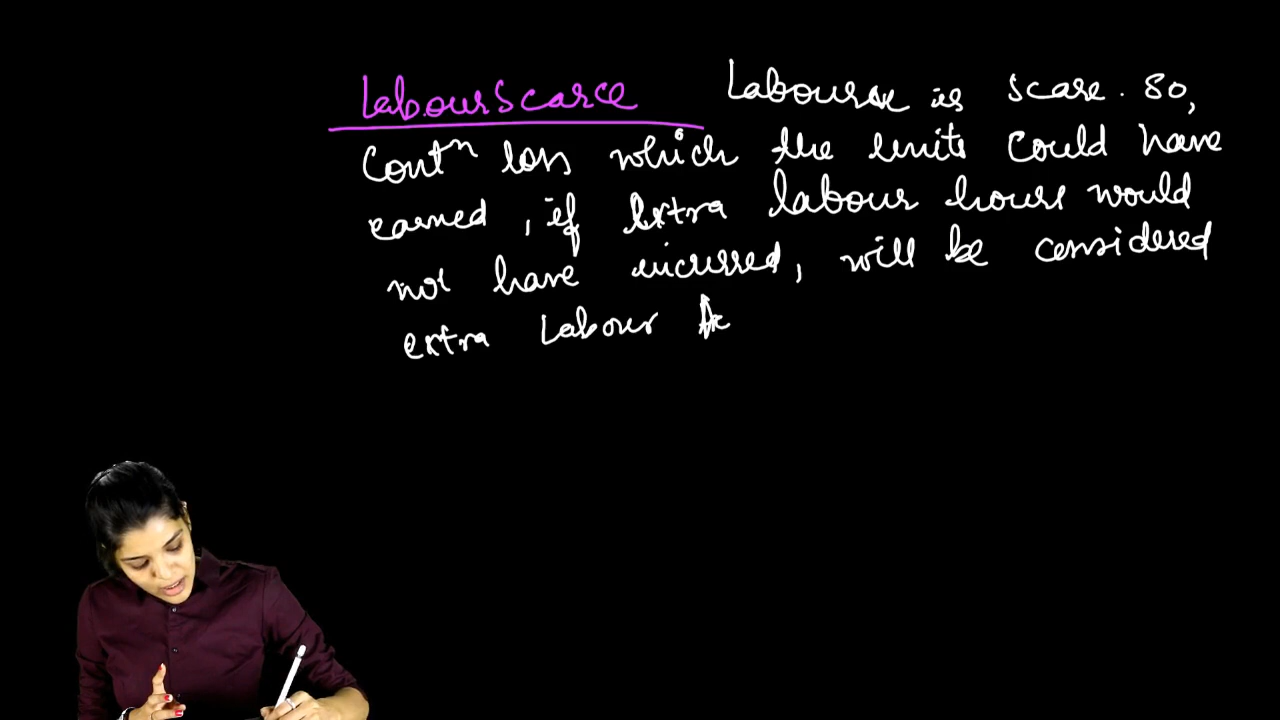 Labour Scarce Labour is scare. So,
Contn loss which the units could have
earned, if extra labour hours would
not have incurred, will be considered
extra Labour